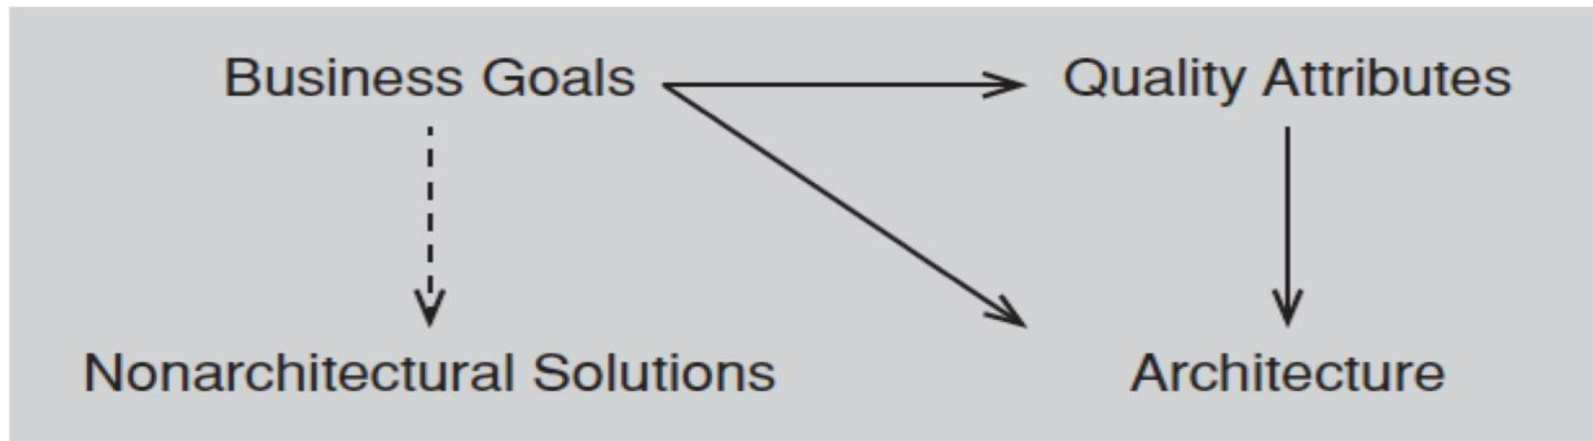 Business Goals
Quality Attributes
Nonarchitectural Solutions
Architecture